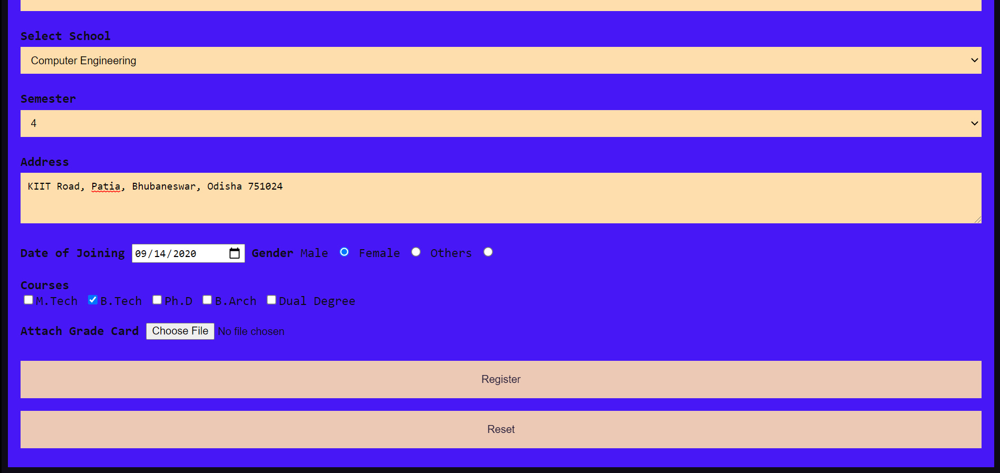 Select School
Computer Engineering
Semester
4
Address
KIIT Road, Patia, Bhubaneswar, Odisha 751024
Date of Joining 09/14/2020 Gender Male Female Others
Courses
M.Tech B.Tech Ph.D B.Arch Dual Degree
Attach Grade Card Choose File No file chosen
Register
Reset